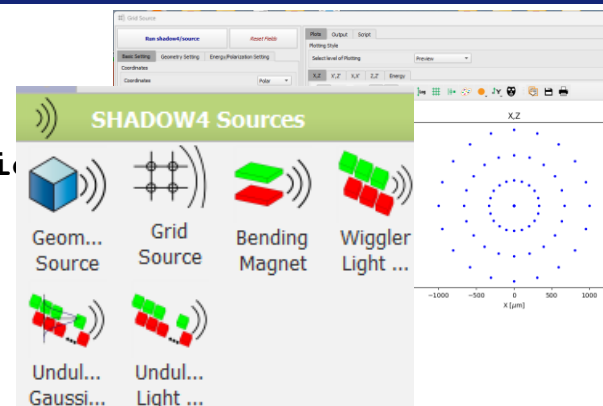 Grid Source
Run shadow4/source
Reset Fields
Basic Setting
Geometry Setting
Energy/Polarization Setting
Coordinates
Coordinates
Polar
Plots
Output
Script
Plotting Style
Select level of Plotting
Preview
X,Z
Y,Z
X,X'
Z,Z'
Energy
X,Z
-1000
-500
0
500
1000
X [μm]
SHADOW4 Sources
Geom...
Source
Grid
Source
Bending
Magnet
Wiggler
Light ...
Undul...
Gaussi...
Undul...
Light ...